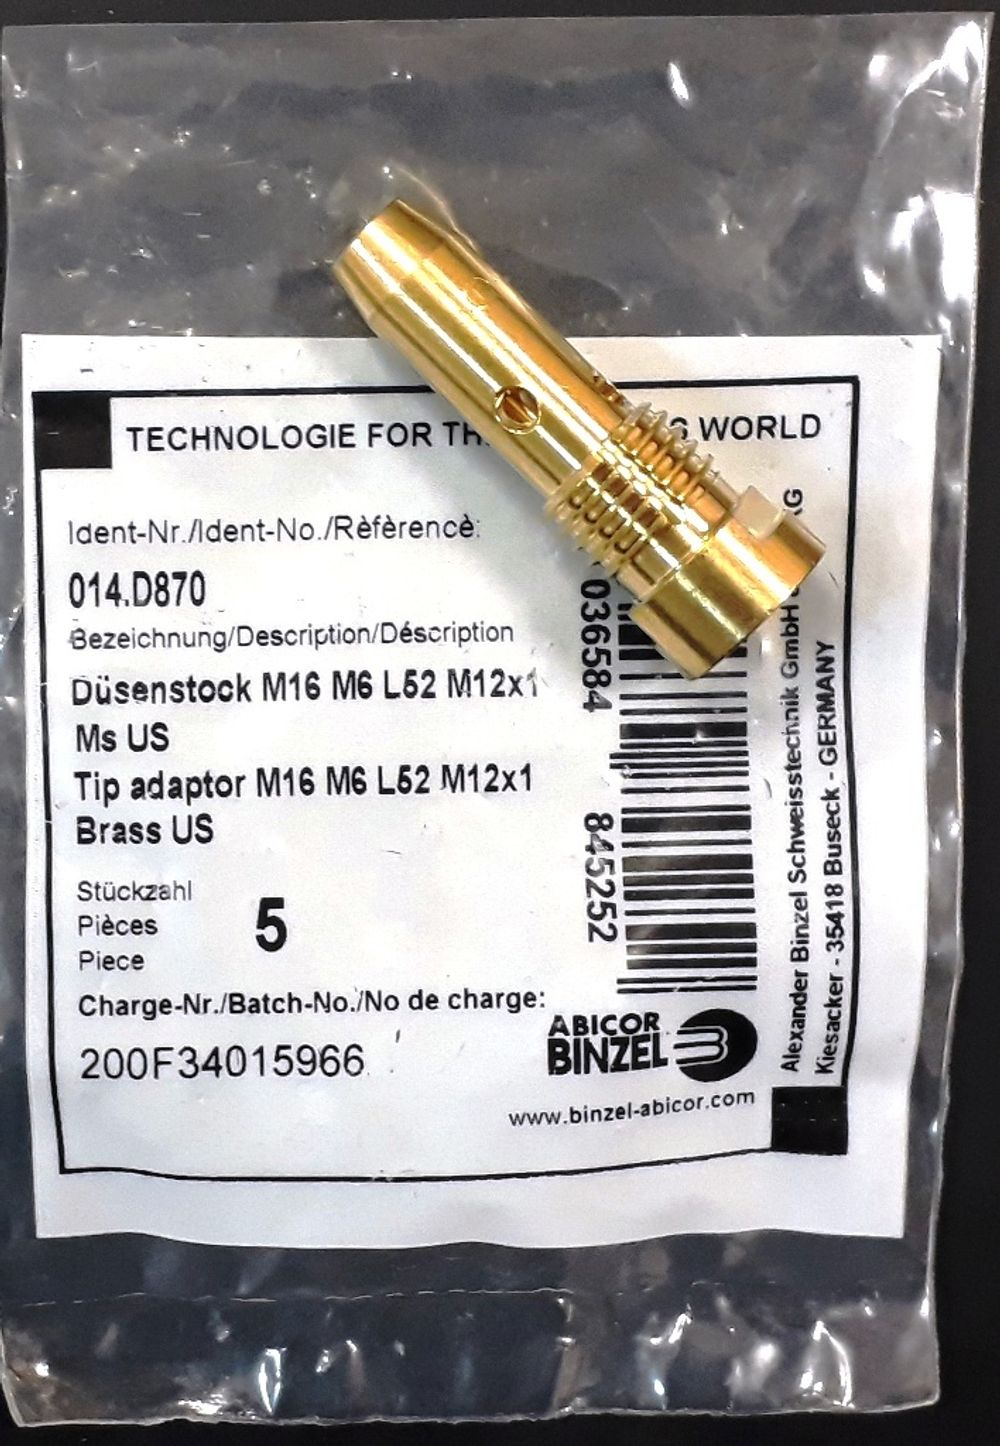 TECHNOLOGIE FOR TH S WORLD
Ident-Nr./Ident-No./Rèfèrencè:
014.D870
Bezeichnung/Description/Déscription
Düsenstock M16 M6 L52 M12x1
Ms US
Tip adaptor M16 M6 L52 M12x1
Brass US
Stückzahl
Pièces
Piece
5
Charge-Nr./Batch-No./No de charge:
200F34015966
036584
845252
ABICOR
BINZEL
www.binzel-abicor.com
Alexander Binzel Schweisstechnik GmbH KG
Kiesacker - 35418 Buseck - GERMANY